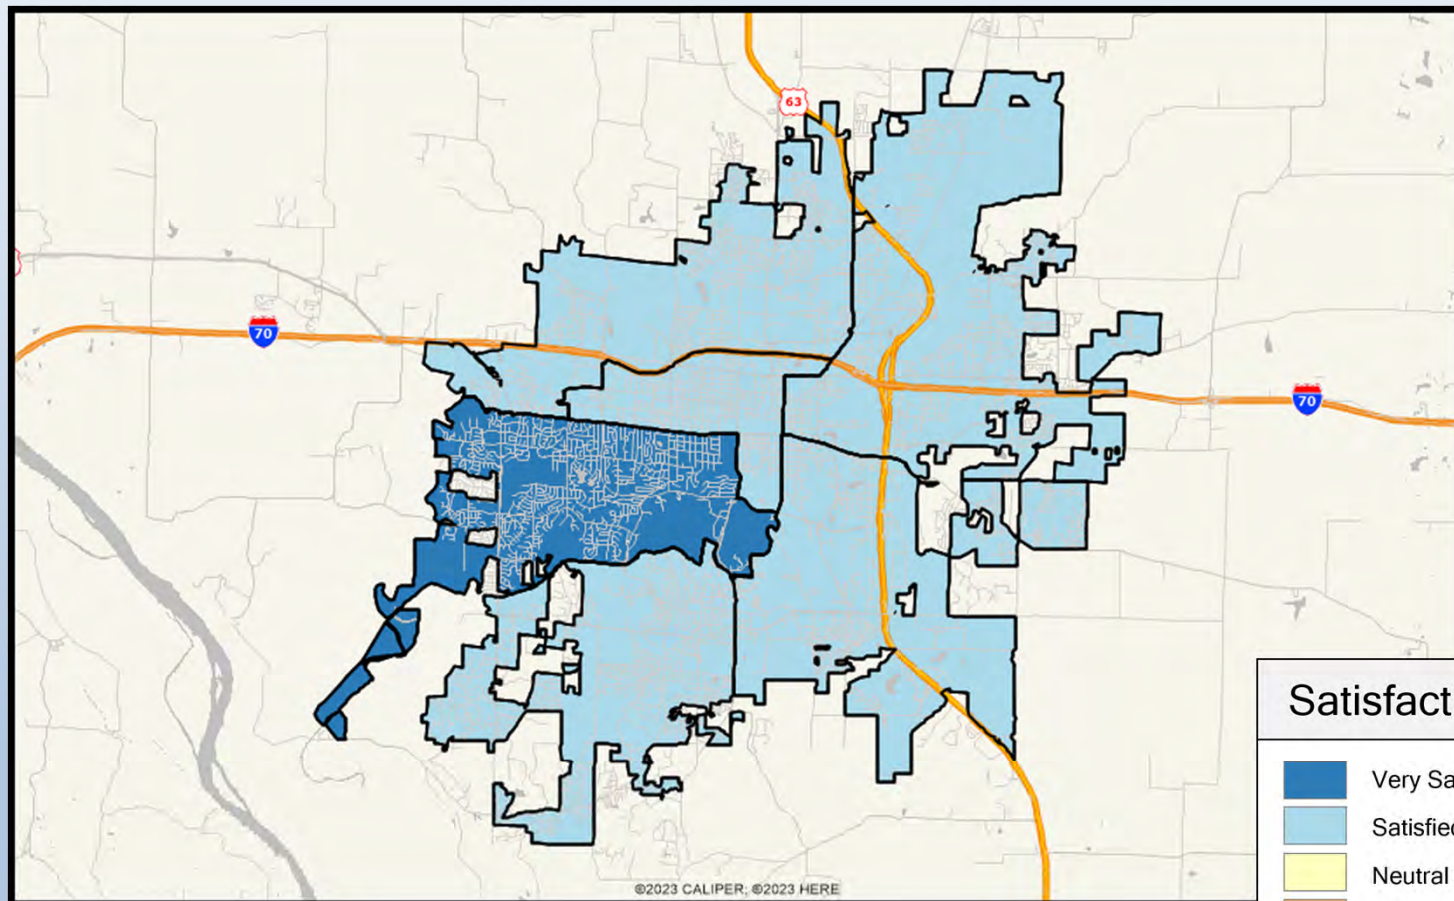 63
70
70
Satisfact
Very Sa
Satisfied
Neutral
©2023 CALIPER; ©2023 HERE